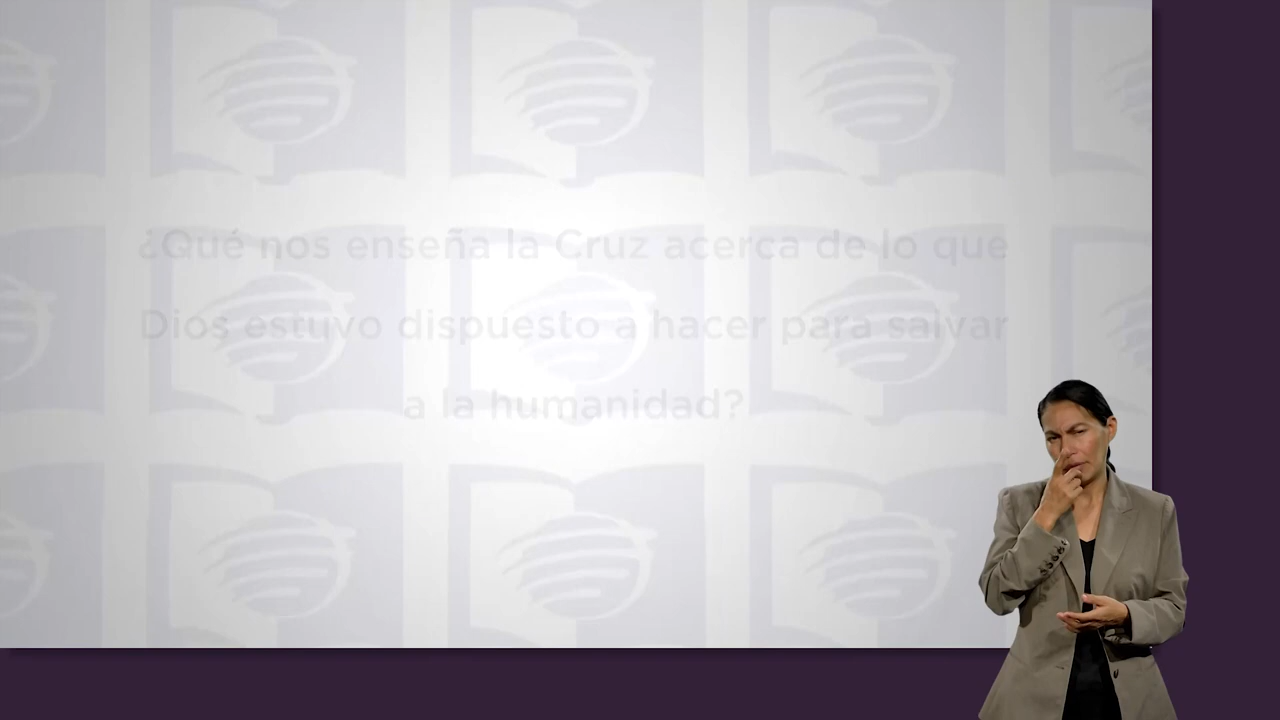 ¿Qué nos enseña la Cruz acerca de lo que
Dios estuvo dispuesto a hacer para salvar
a la humanidad?